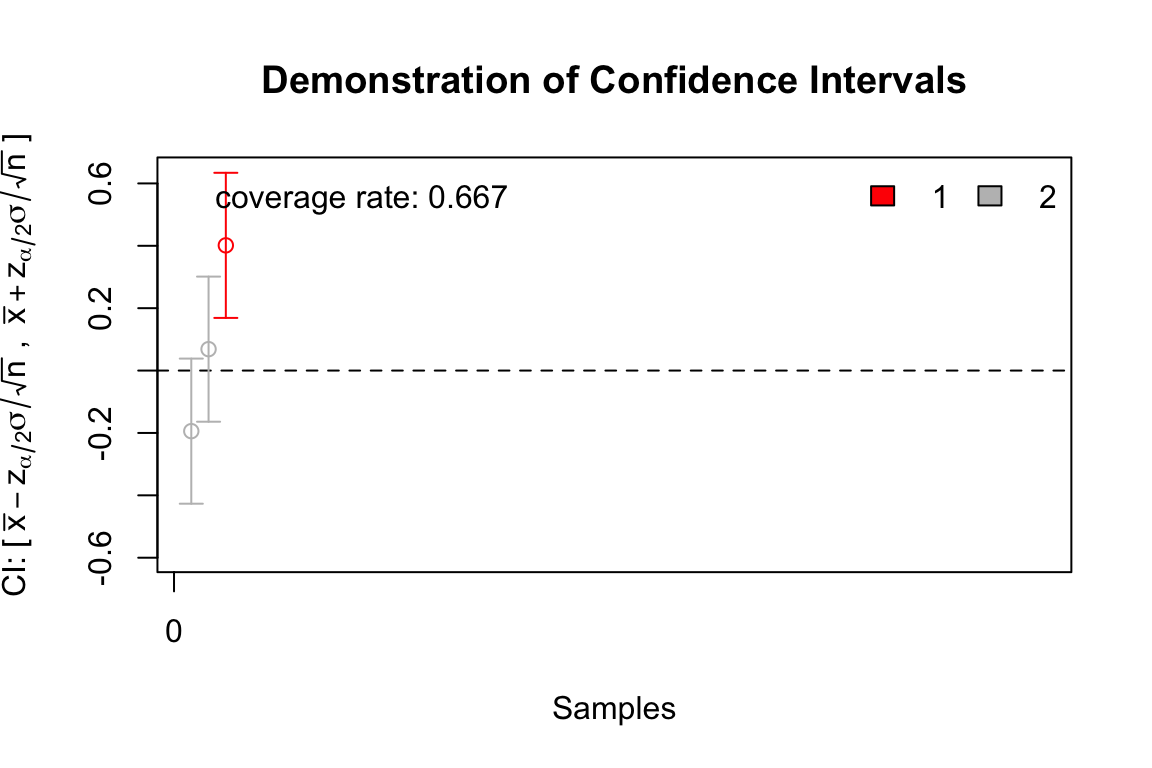 Demonstration of Confidence Intervals
CI: [ x̅ − zα/2σ/√n , x̅ + zα/2σ/√n ]
0.6
0.2
-0.2
-0.6
coverage rate: 0.667
1 2
0
Samples